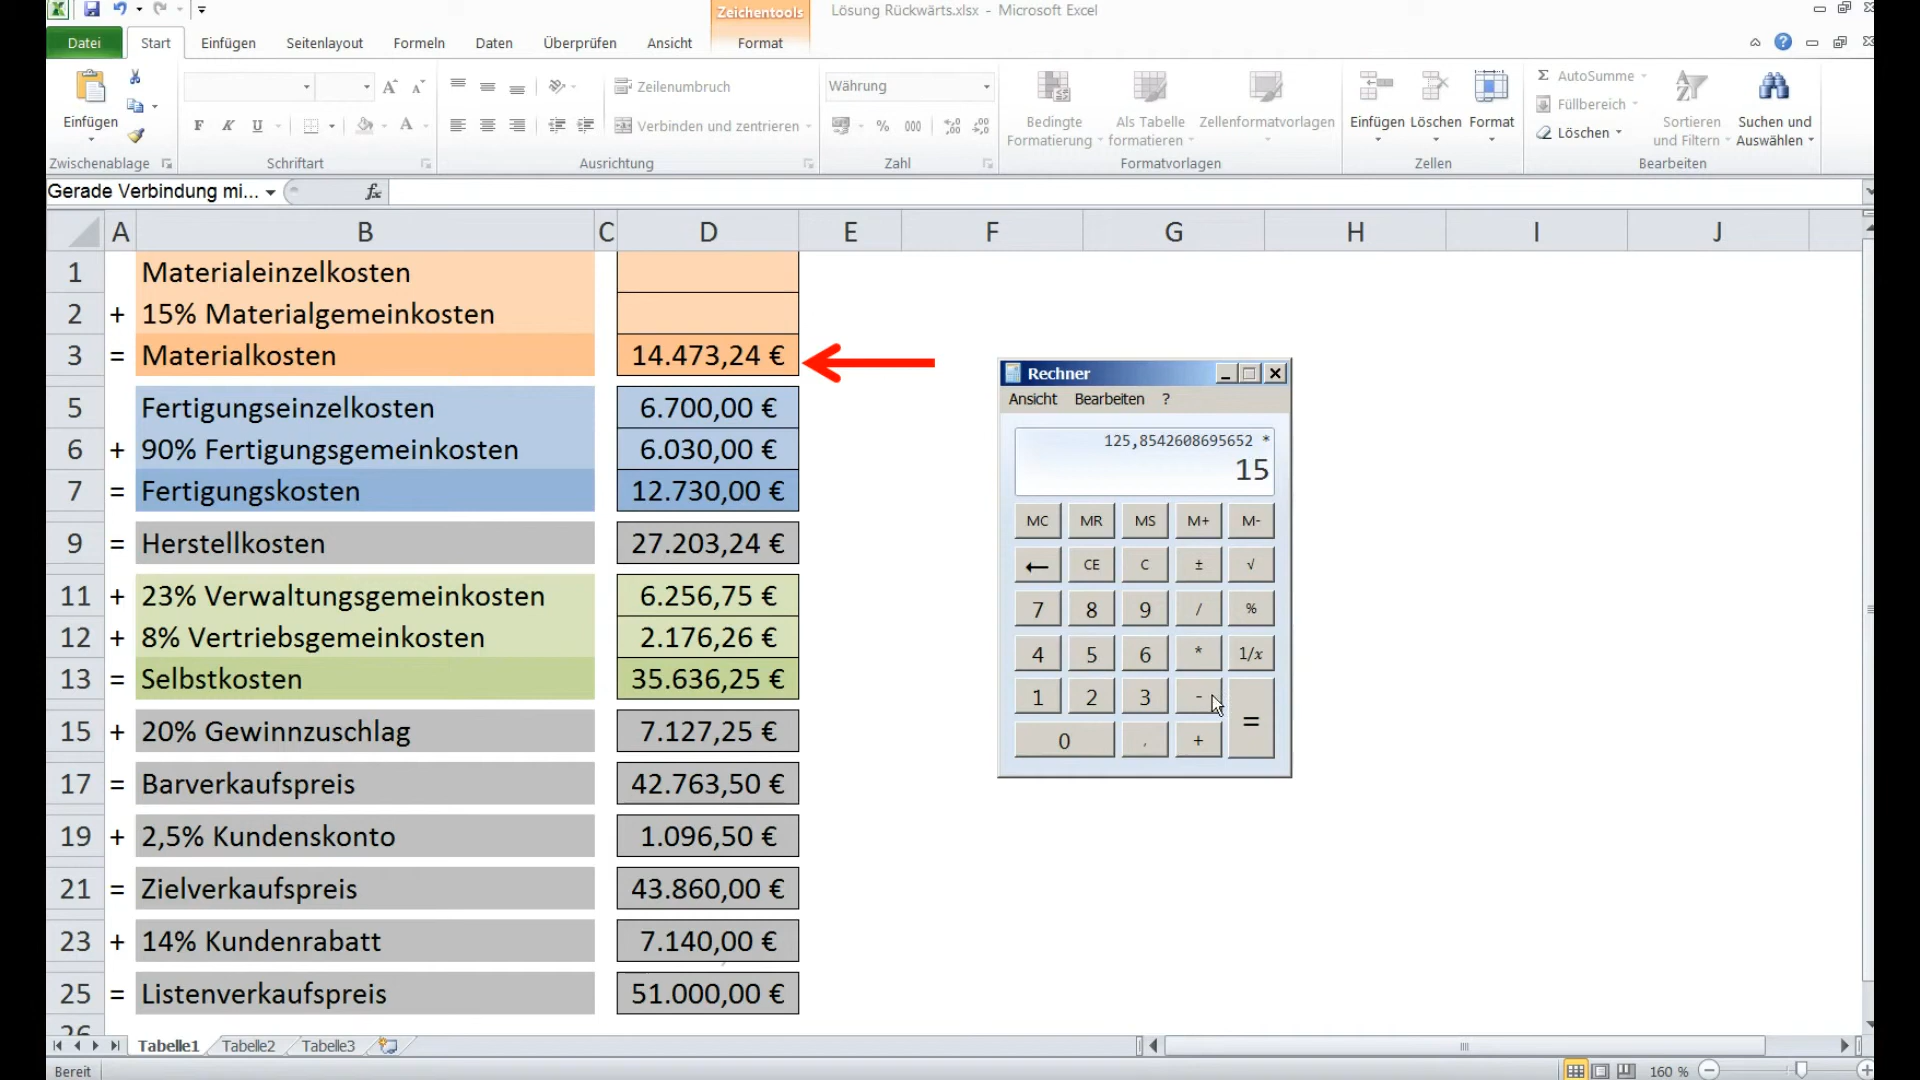 Zeichentools
Lösung Rückwärts.xlsx - Microsoft Excel
Datei Start Einfügen Seitenlayout Formeln Daten Überprüfen Ansicht Format
Einfügen
Zwischenablage
F K U
Schriftart
Zeilenumbruch
Verbinden und zentrieren
Ausrichtung
Währung
% 000
Zahl
Bedingte Formatierung
Als Tabelle formatieren
Zellenformatvorlagen
Formatvorlagen
Einfügen Löschen Format
Zellen
Σ AutoSumme
Füllbereich
Löschen
Sortieren und Filtern
Suchen und Auswählen
Bearbeiten
Gerade Verbindung mi... fx
A B C D E F G H I J
1 Materialeinzelkosten
2 + 15% Materialgemeinkosten
3 = Materialkosten 14.473,24 €
5 Fertigungseinzelkosten 6.700,00 €
6 + 90% Fertigungsgemeinkosten 6.030,00 €
7 = Fertigungskosten 12.730,00 €
9 = Herstellkosten 27.203,24 €
11 + 23% Verwaltungsgemeinkosten 6.256,75 €
12 + 8% Vertriebsgemeinkosten 2.176,26 €
13 = Selbstkosten 35.636,25 €
15 + 20% Gewinnzuschlag 7.127,25 €
17 = Barverkaufspreis 42.763,50 €
19 + 2,5% Kundenskonto 1.096,50 €
21 = Zielverkaufspreis 43.860,00 €
23 + 14% Kundenrabatt 7.140,00 €
25 = Listenverkaufspreis 51.000,00 €
26
Rechner
Ansicht Bearbeiten ?
125,8542608695652 *
15
MC MR MS M+ M-
← CE C ± √
7 8 9 / %
4 5 6 * 1/x
1 2 3 - =
0 , +
Tabelle1 Tabelle2 Tabelle3
Bereit
160 %